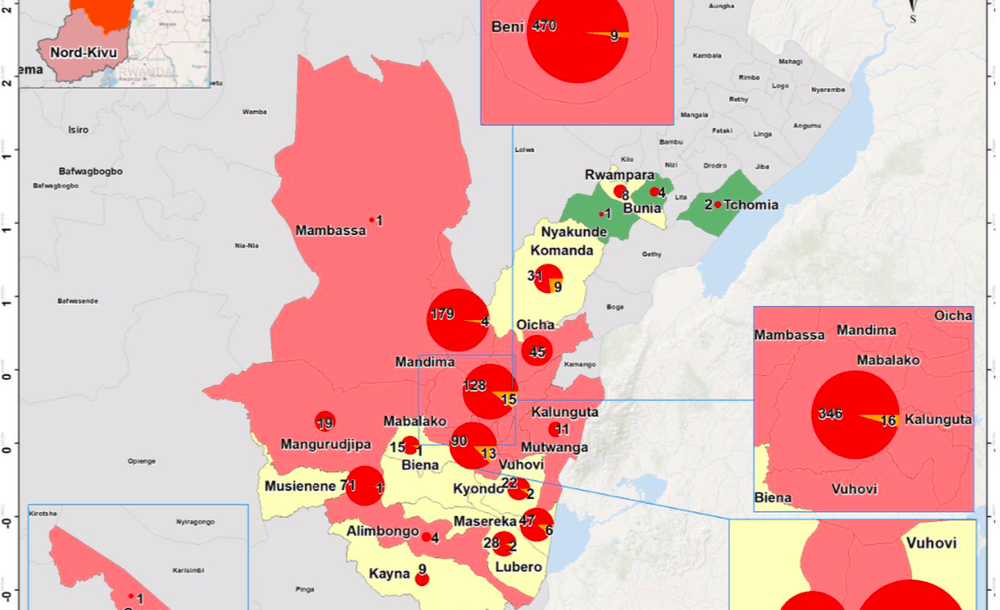 Nord-Kivu
ema
RWANDA
Beni 470
9
S
Aungha
Kambala
Mahagi
Rimba
Logo
Nyarambe
Rethy
Mangala
Angumu
Fataki
Linga
Bambu
Wamba
Isiro
Bafwagbogbo
Bafwagbogbo
Lolwa
Kilo
Nizi
Drodro
Jiba
Rwampara
8
4
Lita
2
Tchomia
Bunia
1
Nyakunde
Mambassa
1
Nia-Nia
Komanda
Gethy
31
9
Bafwasende
Boga
179
4
Oicha
45
Mandima
Kamango
128
15
Mabalako
Kalunguta
11
Mutwanga
19
Mangurudjipa
15
1
90
13
Biena
Vuhovi
Opienge
Musienene 71
1
Kyondo
22
2
Alimbongo
4
Masereka
47
6
28
2
Lubero
Kayna
9
Pinga
Kirotshe
Nyiragongo
Karisimbi
1
Oicha
Mambassa
Mandima
Mabalako
346
16
Kalunguta
Vuhovi
Biena
Vuhovi